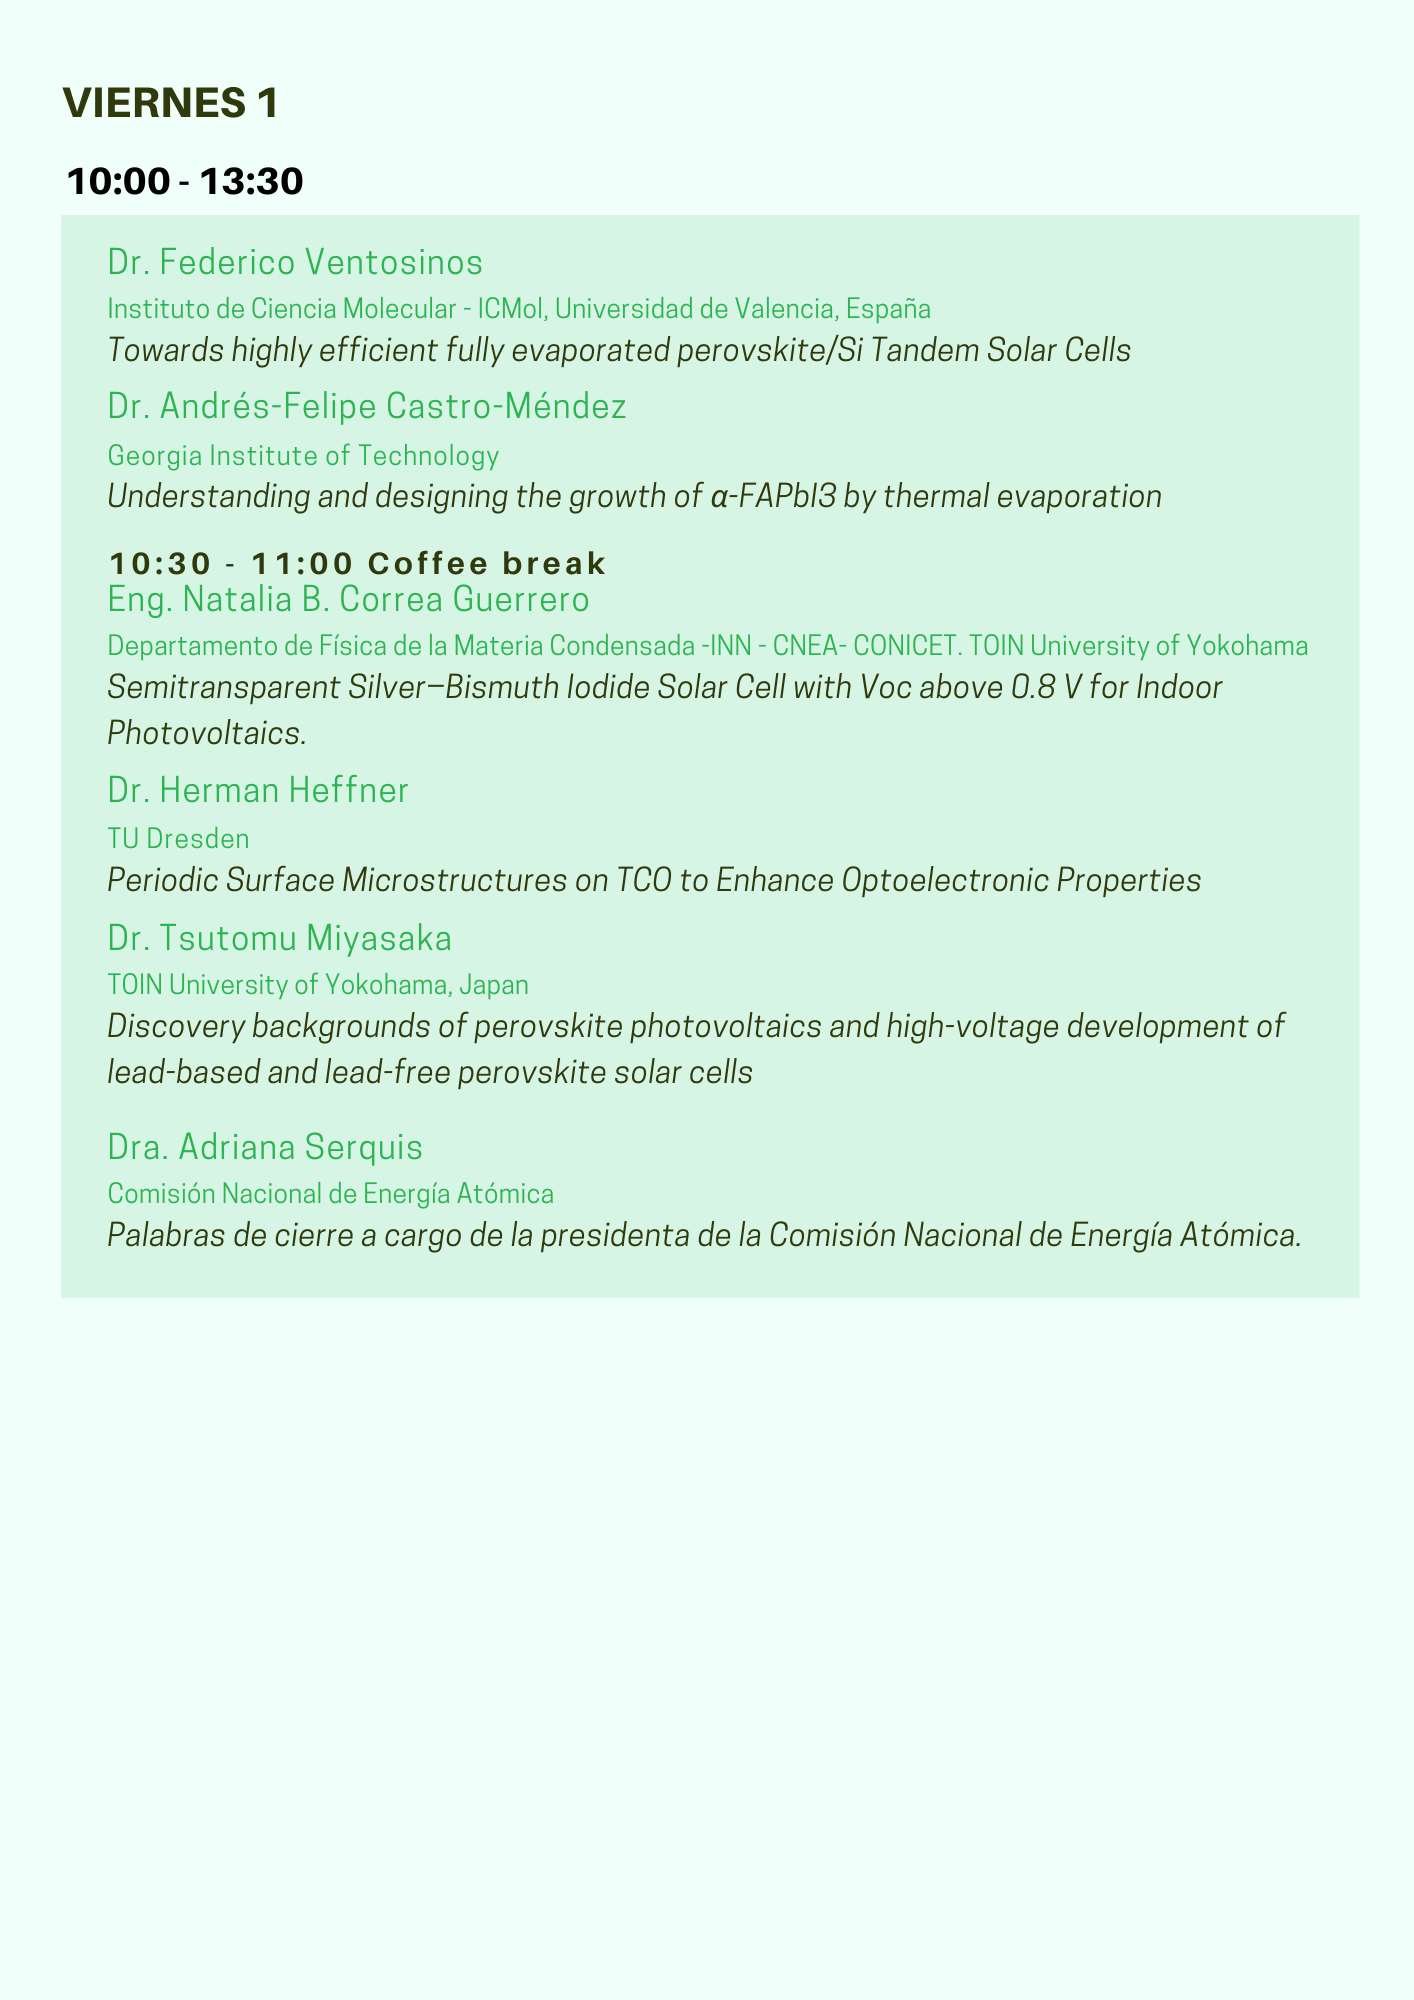 VIERNES 1
10:00 - 13:30
Dr. Federico Ventosinos
Instituto de Ciencia Molecular - ICMol, Universidad de Valencia, España
Towards highly efficient fully evaporated perovskite/Si Tandem Solar Cells
Dr. Andrés-Felipe Castro-Méndez
Georgia Institute of Technology
Understanding and designing the growth of α-FAPbI3 by thermal evaporation
10:30 - 11:00 Coffee break
Eng. Natalia B. Correa Guerrero
Departamento de Física de la Materia Condensada -INN - CNEA- CONICET. TOIN University of Yokohama
Semitransparent Silver–Bismuth Iodide Solar Cell with Voc above 0.8 V for Indoor
Photovoltaics.
Dr. Herman Heffner
TU Dresden
Periodic Surface Microstructures on TCO to Enhance Optoelectronic Properties
Dr. Tsutomu Miyasaka
TOIN University of Yokohama, Japan
Discovery backgrounds of perovskite photovoltaics and high-voltage development of
lead-based and lead-free perovskite solar cells
Dra. Adriana Serquis
Comisión Nacional de Energía Atómica
Palabras de cierre a cargo de la presidenta de la Comisión Nacional de Energía Atómica.